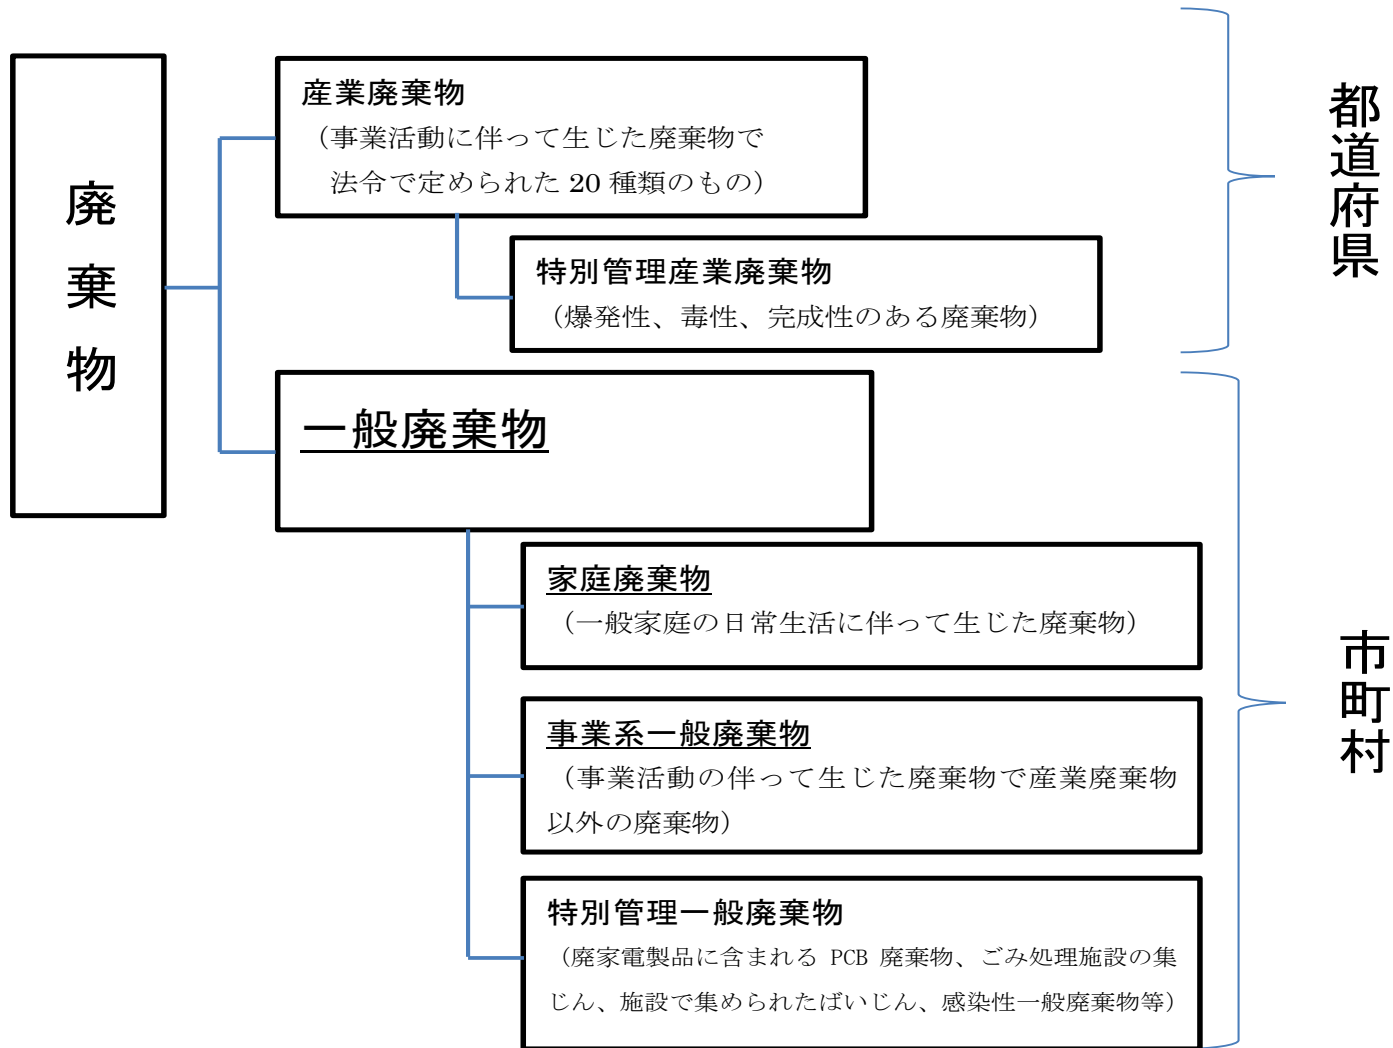 廃棄物
産業廃棄物
（事業活動に伴って生じた廃棄物で
法令で定められた 20 種類のもの）
特別管理産業廃棄物
（爆発性、毒性、完成性のある廃棄物）
都道府県
一般廃棄物
家庭廃棄物
（一般家庭の日常生活に伴って生じた廃棄物）
事業系一般廃棄物
（事業活動の伴って生じた廃棄物で産業廃棄物
以外の廃棄物）
特別管理一般廃棄物
（廃家電製品に含まれる PCB 廃棄物、ごみ処理施設の集
じん、施設で集められたばいじん、感染性一般廃棄物等）
市町村